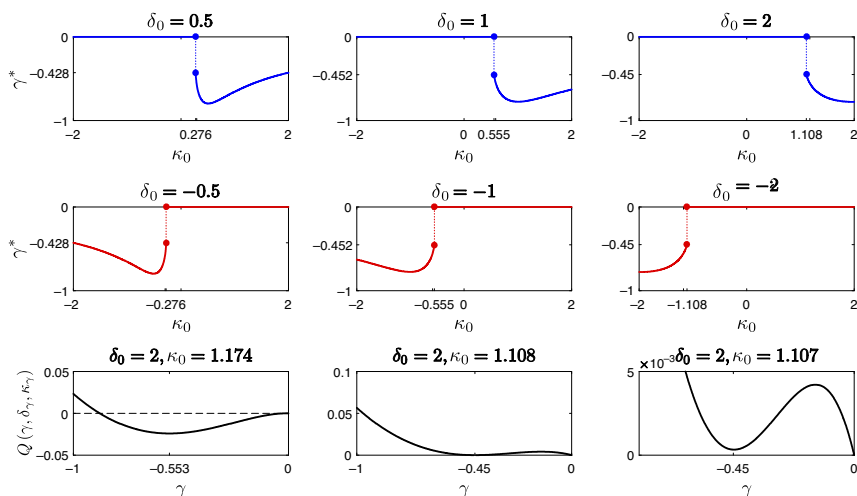 δ₀ = 0.5 δ₀ = 1 δ₀ = 2
0 0 0
-0.428 -0.452 -0.45
γ*
-1 -1 -1
-2 0.276 2 -2 0 0.555 2 -2 0 1.108 2
κ₀ κ₀ κ₀
δ₀ = -0.5 δ₀ = -1 δ₀ = -2
0 0 0
-0.428 -0.452 -0.45
γ*
-1 -1 -1
-2 -0.276 2 -2 -0.555 2 -2 -1.108 0 2
κ₀ κ₀ κ₀
δ₀ = 2, κ₀ = 1.174 δ₀ = 2, κ₀ = 1.108 ×10⁻³ δ₀ = 2, κ₀ = 1.107
0.05 0.1 5
0 0.05
Q(γ, δ_γ, κ_γ)
-0.05 0 0
-1 -0.553 0 -1 -0.45 0 -0.45 0
γ γ γ